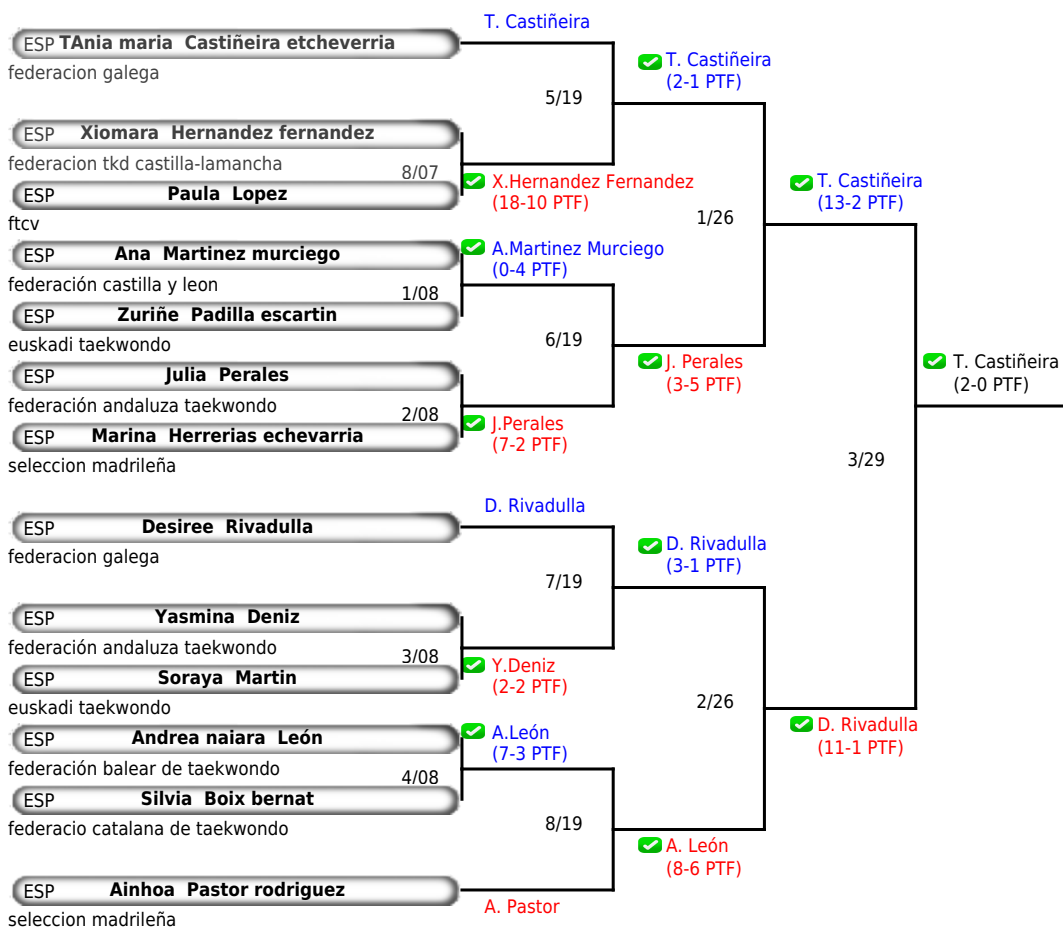 T. Castiñeira
ESP TAnia maria Castiñeira etcheverria
federacion galega
T. Castiñeira
(2-1 PTF)
5/19
ESP Xiomara Hernandez fernandez
federacion tkd castilla-lamancha
8/07
X.Hernandez Fernandez
(18-10 PTF)
ESP Paula Lopez
ftcv
T. Castiñeira
(13-2 PTF)
1/26
ESP Ana Martinez murciego
federación castilla y leon
A.Martinez Murciego
(0-4 PTF)
1/08
ESP Zuriñe Padilla escartin
euskadi taekwondo
6/19
J. Perales
(3-5 PTF)
ESP Julia Perales
federación andaluza taekwondo
2/08
J.Perales
(7-2 PTF)
ESP Marina Herrerias echevarria
seleccion madrileña
T. Castiñeira
(2-0 PTF)
3/29
D. Rivadulla
ESP Desiree Rivadulla
federacion galega
D. Rivadulla
(3-1 PTF)
7/19
ESP Yasmina Deniz
federación andaluza taekwondo
3/08
Y.Deniz
(2-2 PTF)
ESP Soraya Martin
euskadi taekwondo
2/26
D. Rivadulla
(11-1 PTF)
ESP Andrea naiara León
federación balear de taekwondo
A.León
(7-3 PTF)
4/08
ESP Silvia Boix bernat
federacio catalana de taekwondo
8/19
A. León
(8-6 PTF)
ESP Ainhoa Pastor rodriguez
seleccion madrileña
A. Pastor